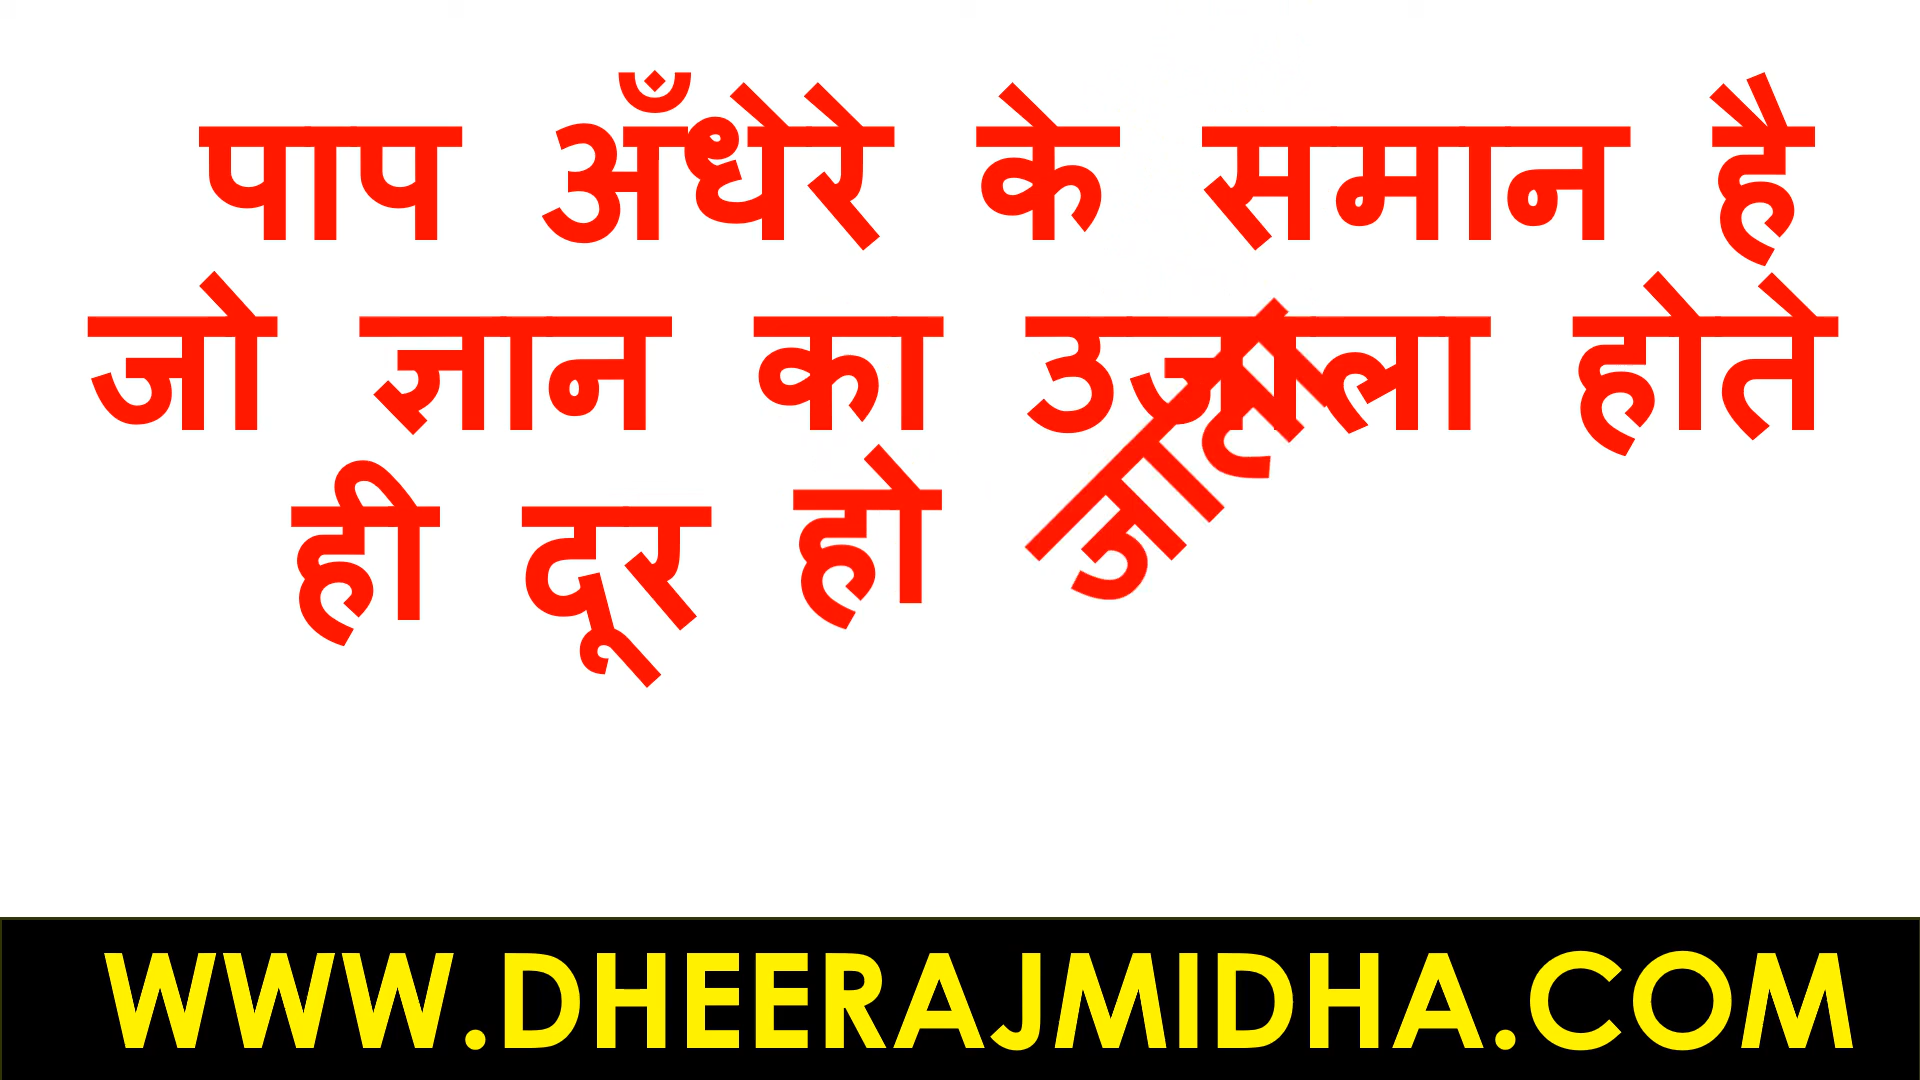 पाप अँधेरे के समान है
जो ज्ञान का उजाला होते
ही दूर हो जाता
WWW.DHEERAJMIDHA.COM